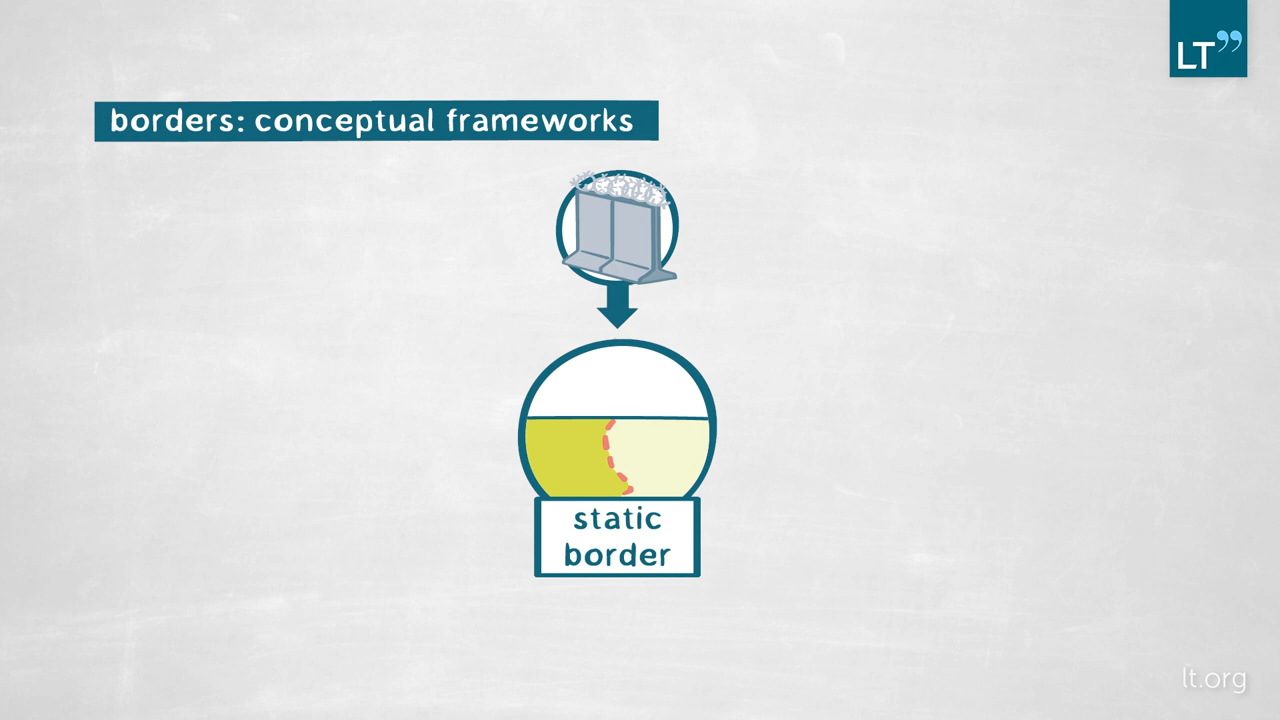 LT”
borders: conceptual frameworks
static
border
lt.org